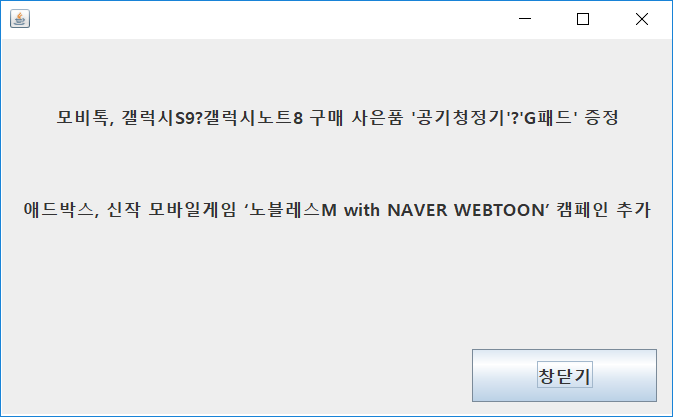 모비톡, 갤럭시S9?갤럭시노트8 구매 사은품 '공기청정기'?'G패드' 증정
애드박스, 신작 모바일게임 ‘노블레스M with NAVER WEBTOON’ 캠페인 추가
창닫기